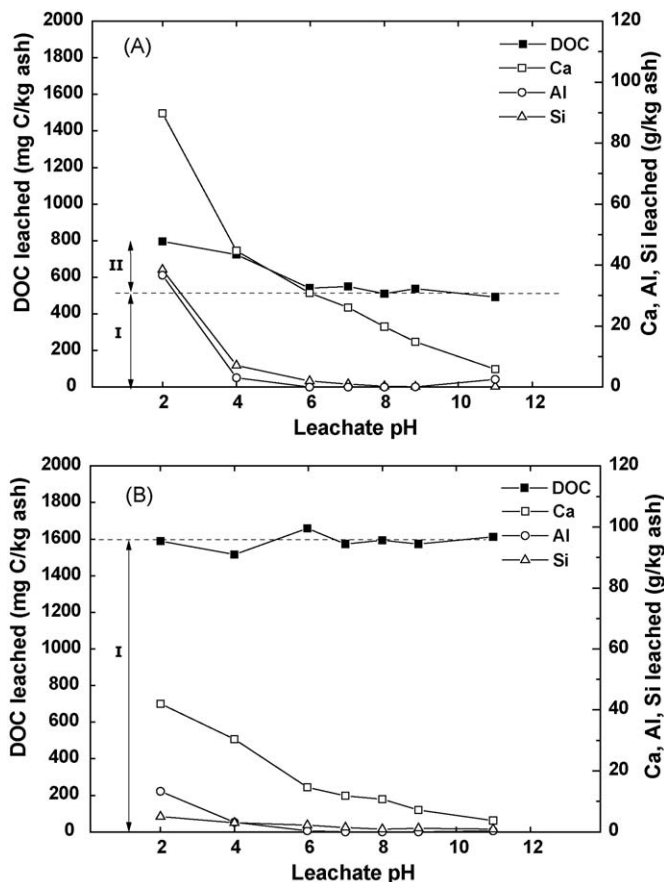 (A)
DOC
Ca
Al
Si
2000
1800
1600
1400
1200
1000
800
600
400
200
0
DOC leached (mg C/kg ash)
120
100
80
60
40
20
0
Ca, Al, Si leached (g/kg ash)
II
I
2 4 6 8 10 12
Leachate pH
(B)
DOC
Ca
Al
Si
2000
1800
1600
1400
1200
1000
800
600
400
200
0
DOC leached (mg C/kg ash)
120
100
80
60
40
20
0
Ca, Al, Si leached (g/kg ash)
I
2 4 6 8 10 12
Leachate pH